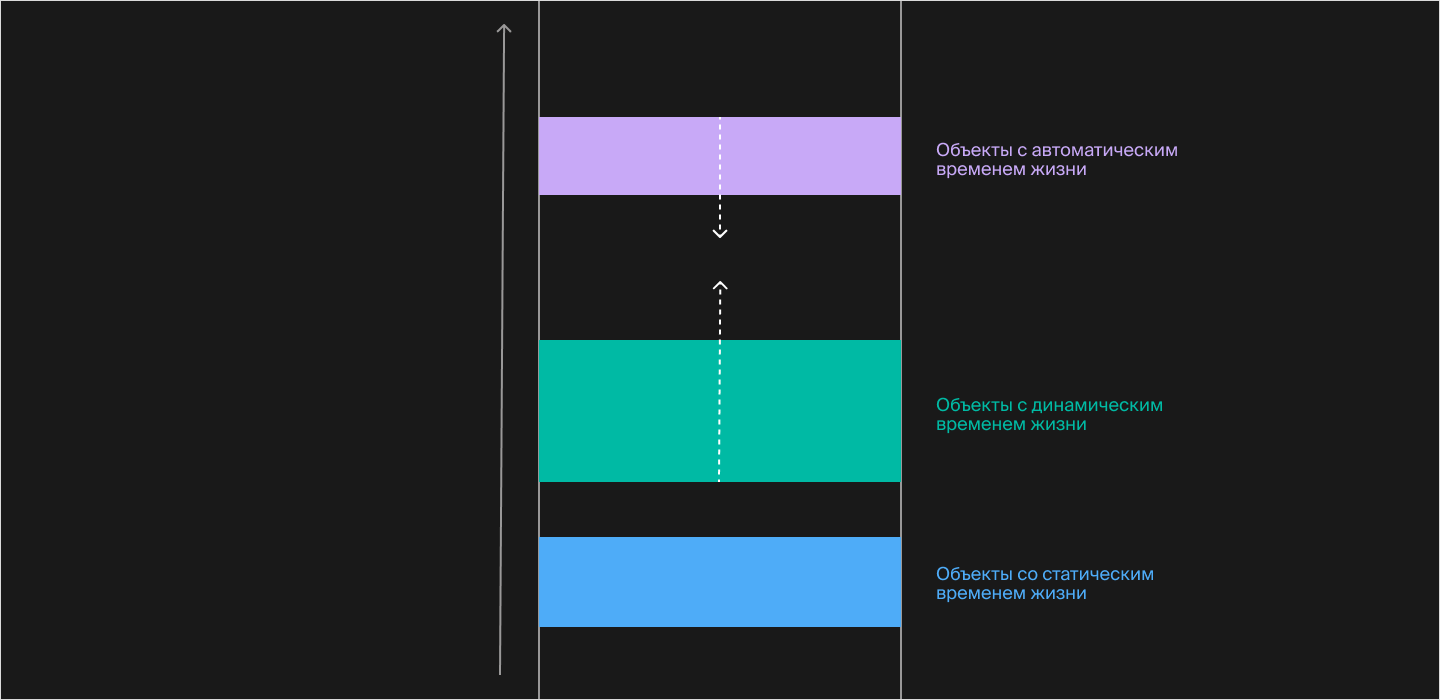 Объекты с автоматическим
временем жизни
Объекты с динамическим
временем жизни
Объекты со статическим
временем жизни